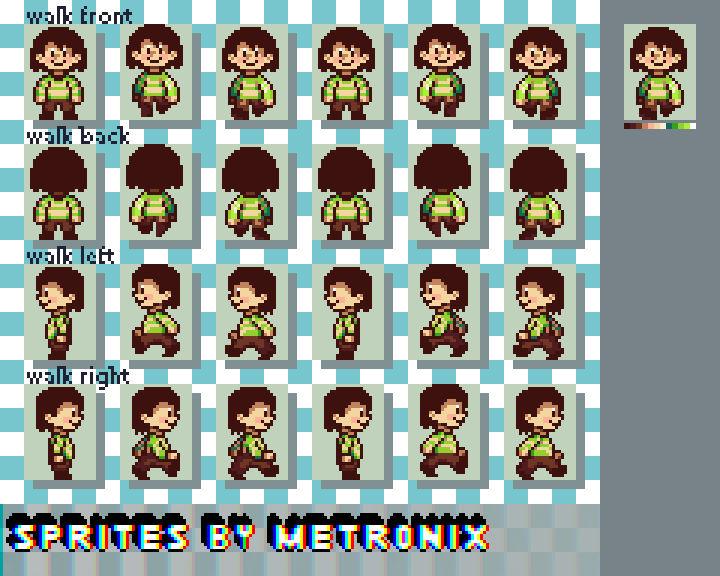 walk front
walk back
walk left
walk right
SPRITES BY METRONIX